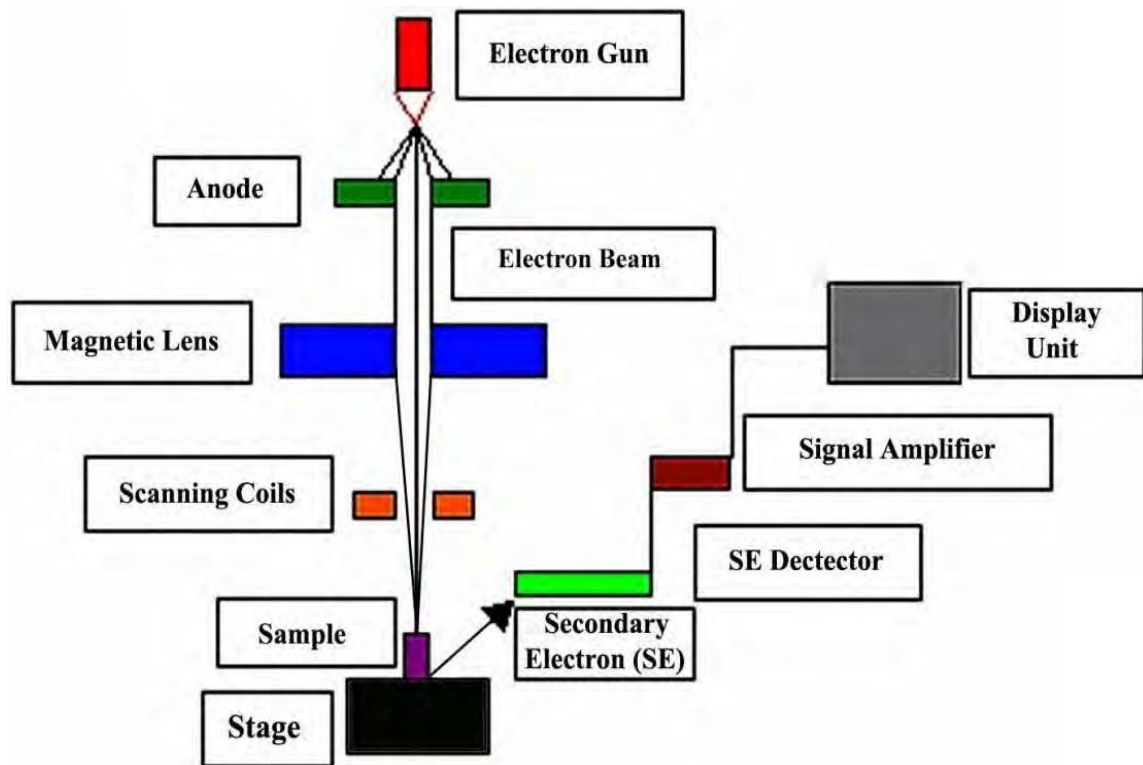 Electron Gun
Anode
Electron Beam
Magnetic Lens
Display
Unit
Signal Amplifier
Scanning Coils
SE Dectector
Sample
Secondary
Electron (SE)
Stage